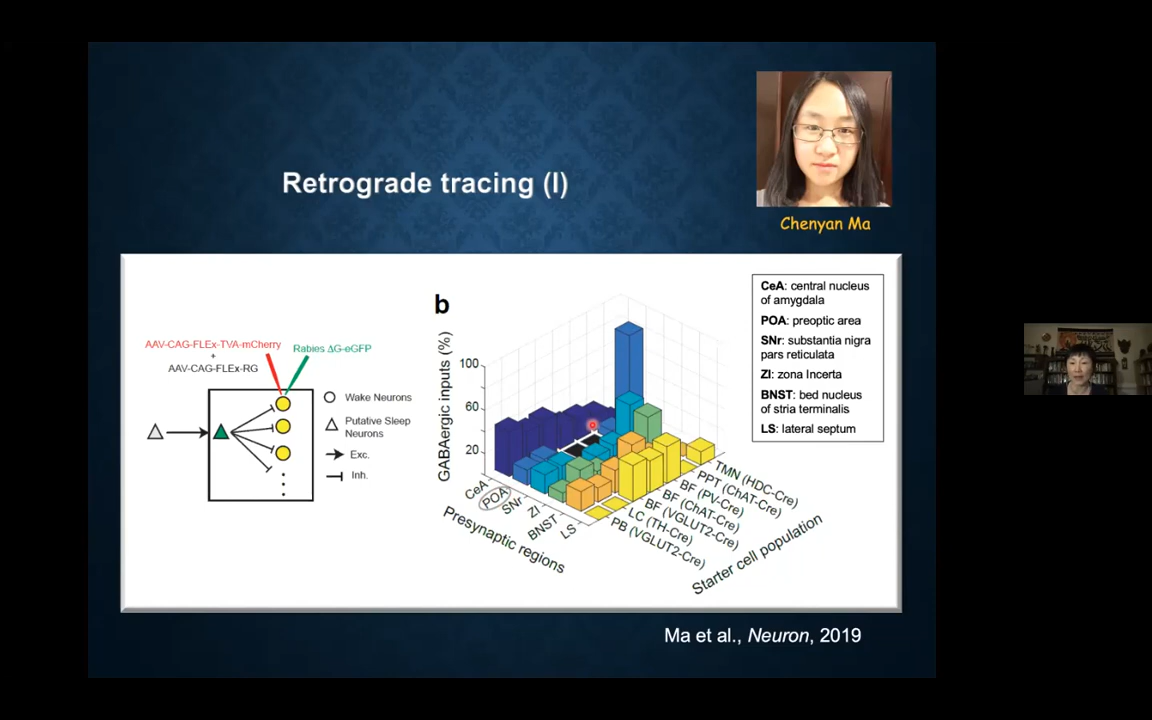 Retrograde tracing (I)
Chenyan Ma
AAV-CAG-FLEx-TVA-mCherry
+
AAV-CAG-FLEx-RG
Rabies ΔG-eGFP
Wake Neurons
Putative Sleep
Neurons
Exc.
Inh.
b
GABAergic inputs (%)
100
60
20
CeA
POA
SNr
ZI
BNST
LS
Presynaptic regions
TMN (HDC-Cre)
PPT (ChAT-Cre)
BF (PV-Cre)
BF (ChAT-Cre)
BF (VGLUT2-Cre)
LC (TH-Cre)
PB (VGLUT2-Cre)
Starter cell population
CeA: central nucleus
of amygdala
POA: preoptic area
SNr: substantia nigra
pars reticulata
ZI: zona Incerta
BNST: bed nucleus
of stria terminalis
LS: lateral septum
Ma et al., Neuron, 2019